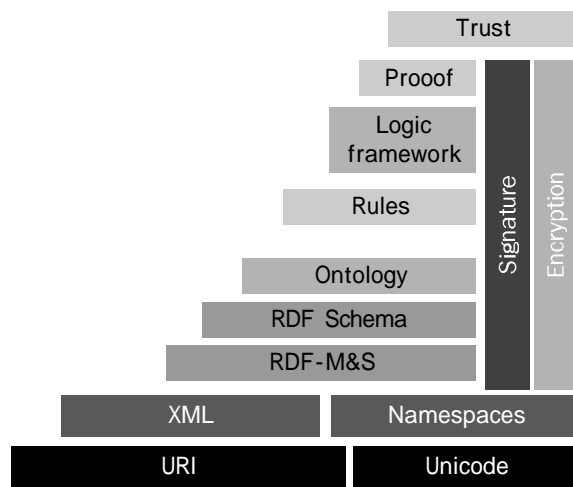 Trust
Prooof
Logic
framework
Rules
Ontology
RDF Schema
RDF-M&S
Signature
Encryption
XML
Namespaces
URI
Unicode